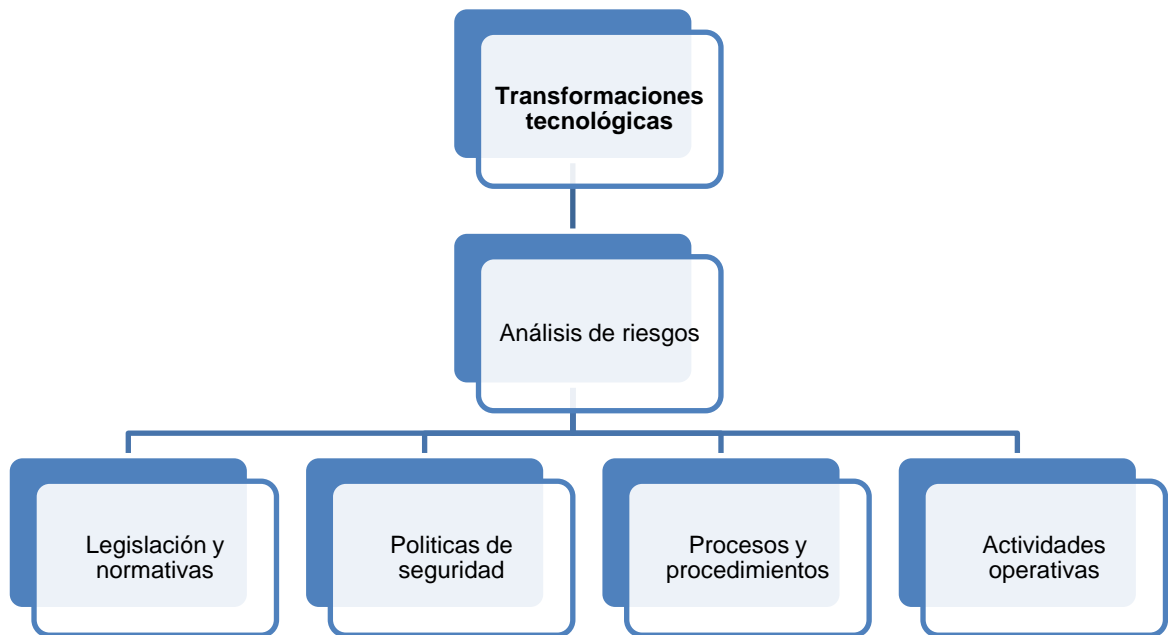 Transformaciones
tecnológicas
Análisis de riesgos
Legislación y
normativas
Politicas de
seguridad
Procesos y
procedimientos
Actividades
operativas